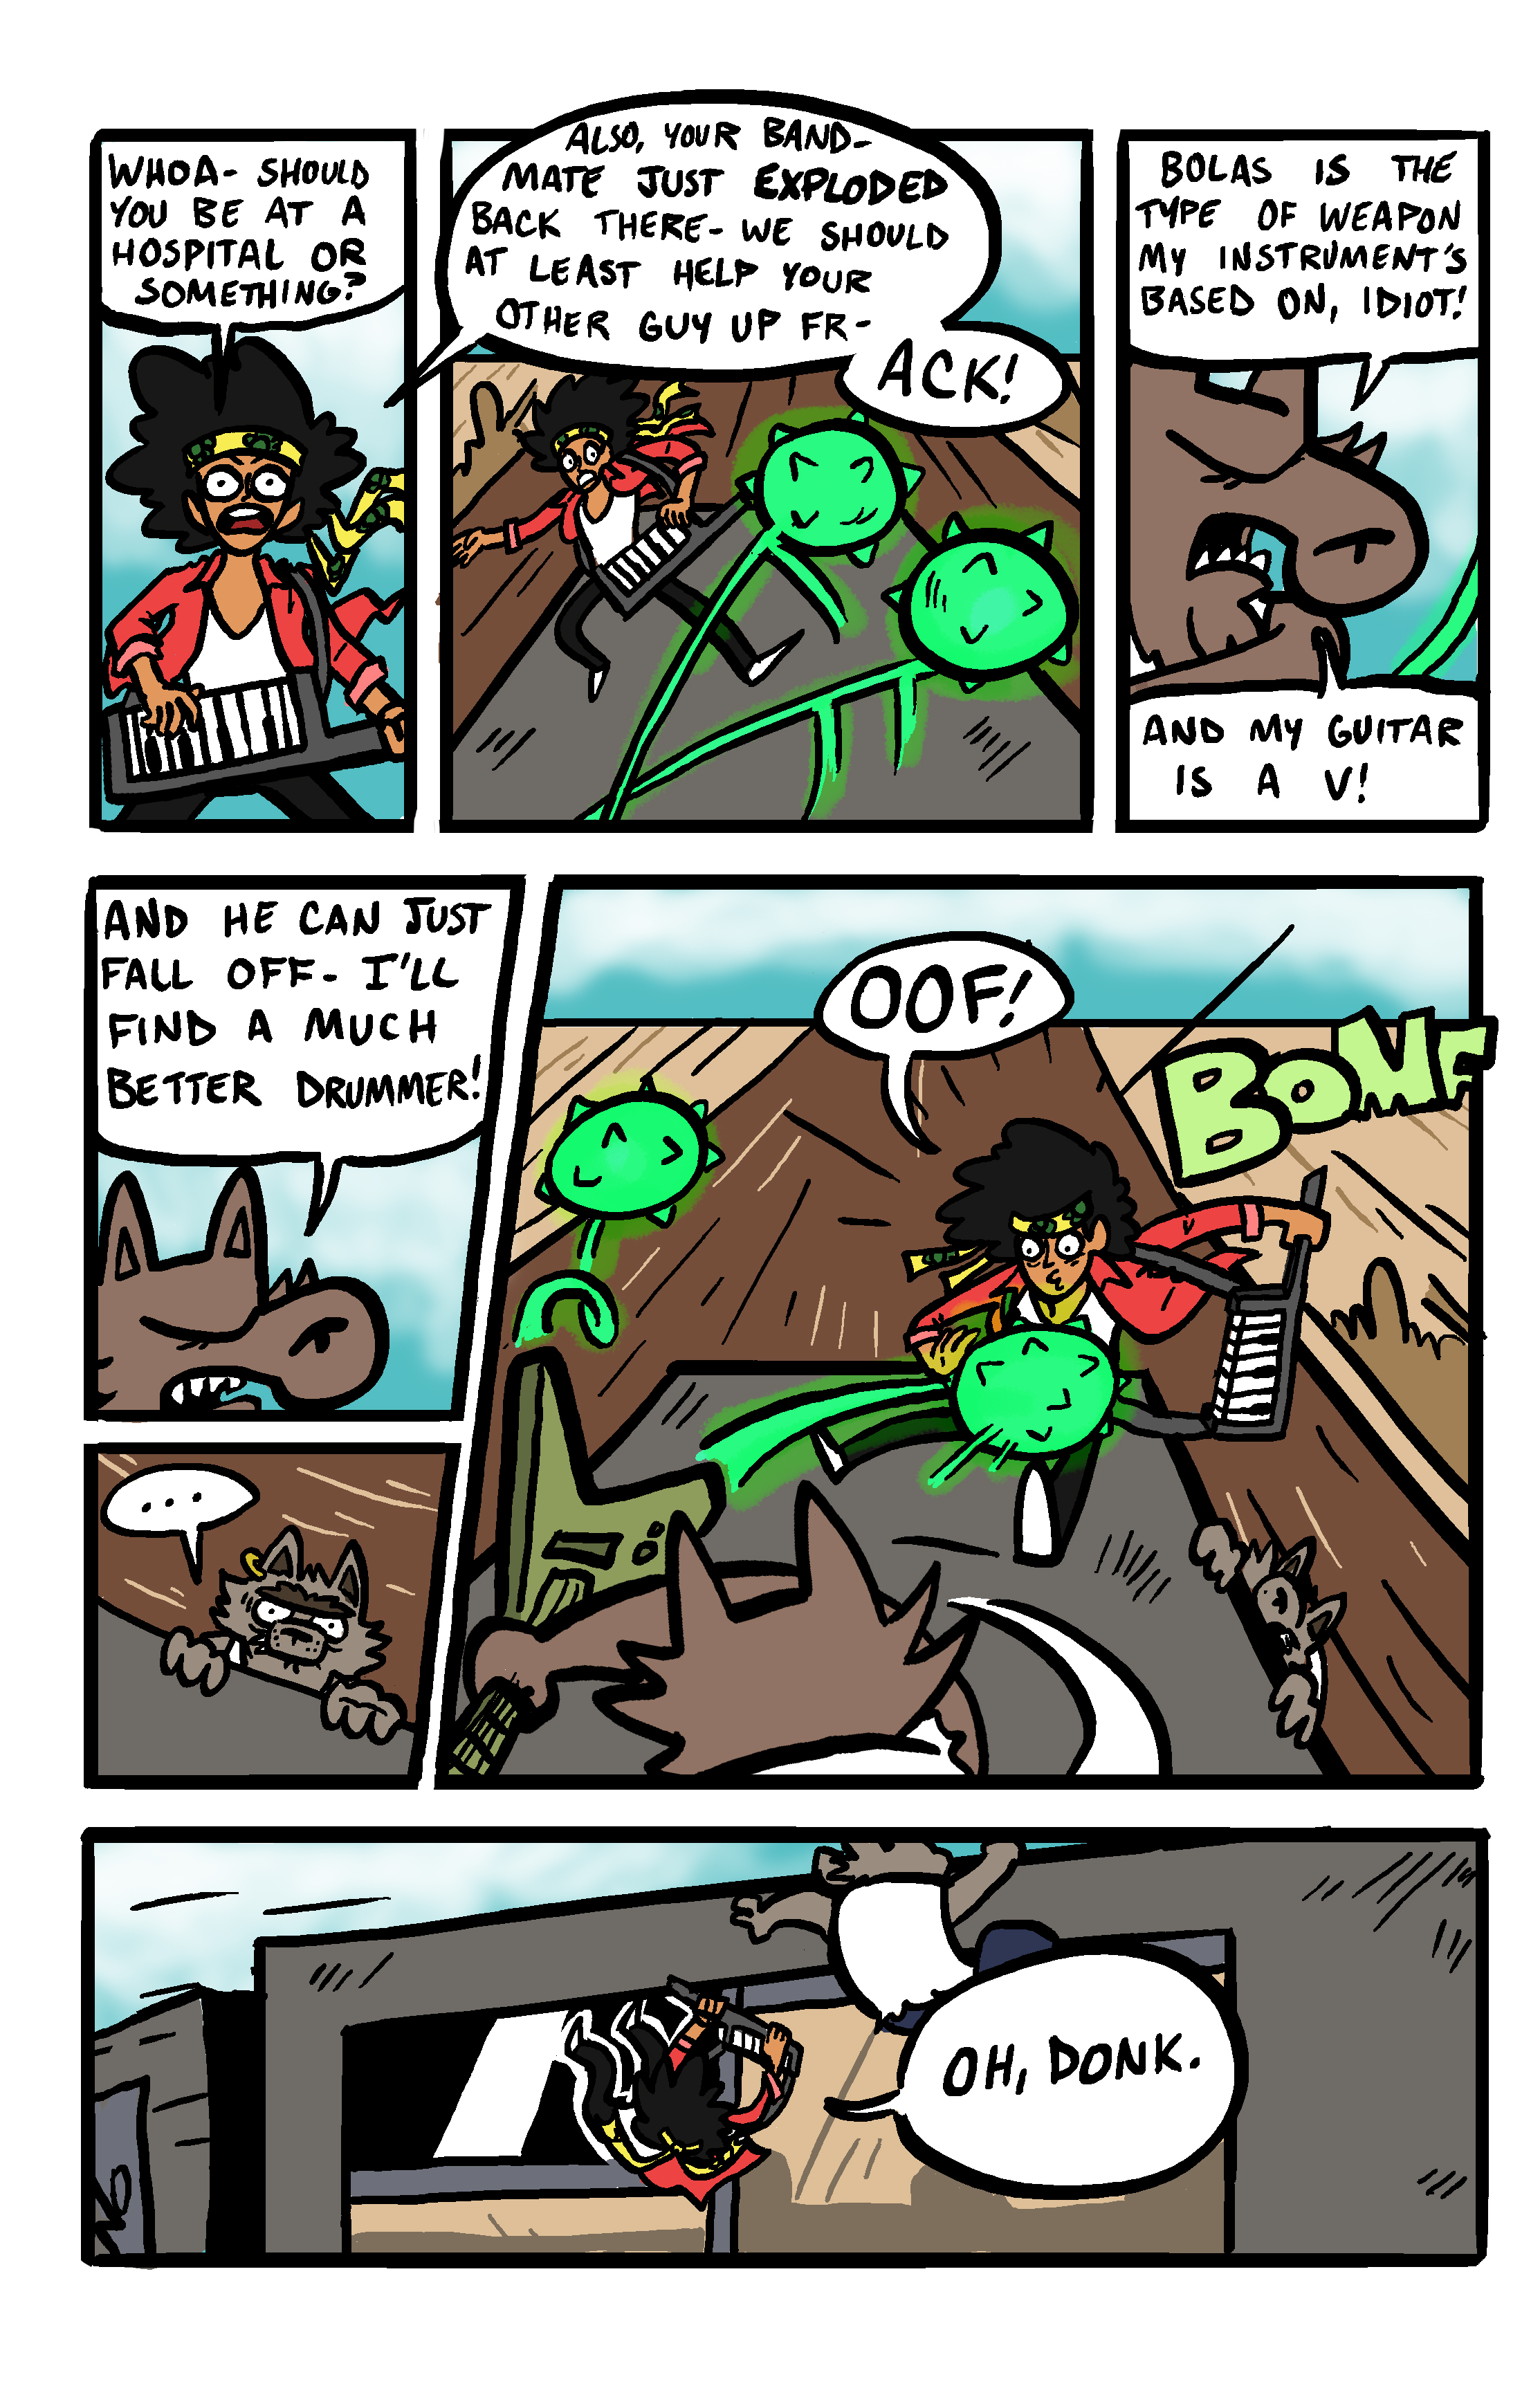 WHOA- SHOULD
YOU BE AT A
HOSPITAL OR
SOMETHING?
ALSO, YOUR BAND-
MATE JUST EXPLODED
BACK THERE- WE SHOULD
AT LEAST HELP YOUR
OTHER GUY UP FR-
ACK!
BOLAS IS THE
TYPE OF WEAPON
MY INSTRUMENT'S
BASED ON, IDIOT!
AND MY GUITAR
IS A V!
AND HE CAN JUST
FALL OFF- I'LL
FIND A MUCH
BETTER DRUMMER!
...
OOF!
BOMF
OH, DONK.